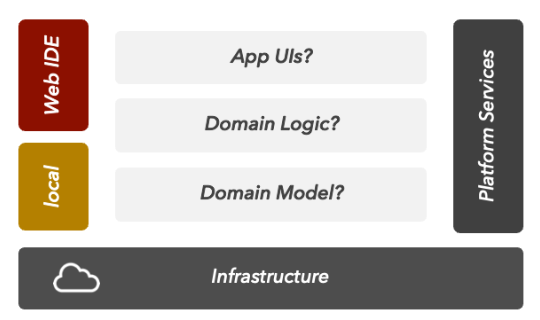 Web IDE
local
App UIs?
Domain Logic?
Domain Model?
Platform Services
Infrastructure